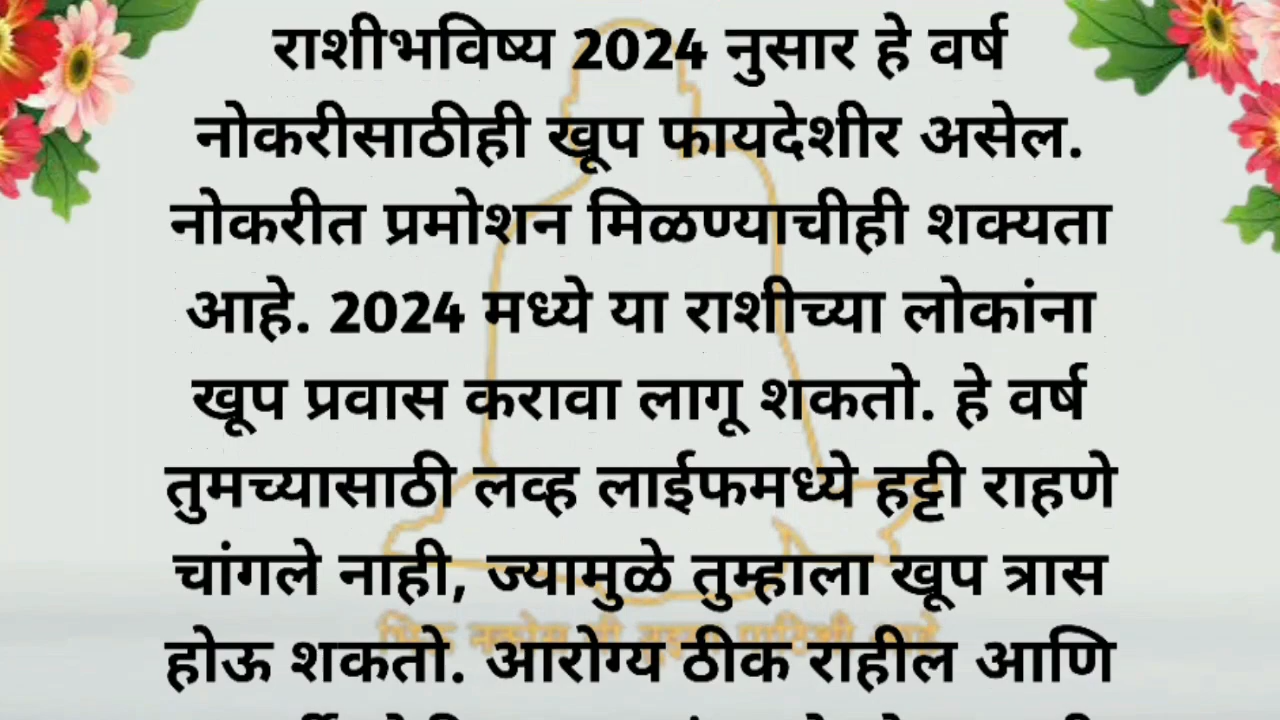 राशीभविष्य 2024 नुसार हे वर्ष
नोकरीसाठीही खूप फायदेशीर असेल.
नोकरीत प्रमोशन मिळण्याचीही शक्यता
आहे. 2024 मध्ये या राशीच्या लोकांना
खूप प्रवास करावा लागू शकतो. हे वर्ष
तुमच्यासाठी लव्ह लाईफमध्ये हट्टी राहणे
चांगले नाही, ज्यामुळे तुम्हाला खूप त्रास
होऊ शकतो. आरोग्य ठीक राहील आणि